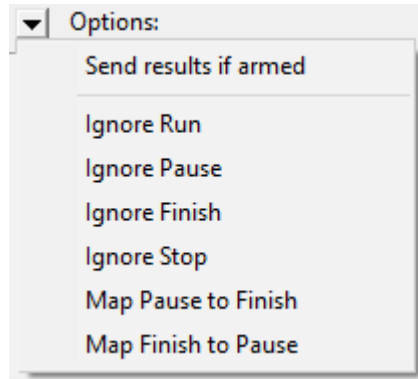 Options:
Send results if armed
Ignore Run
Ignore Pause
Ignore Finish
Ignore Stop
Map Pause to Finish
Map Finish to Pause